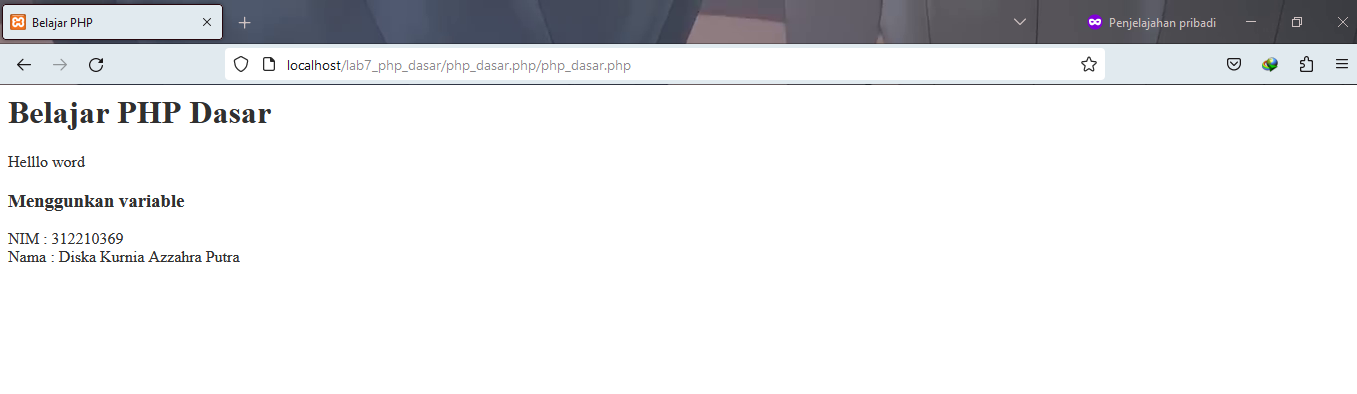 Belajar PHP
Penjelajahan pribadi
localhost/lab7_php_dasar/php_dasar.php/php_dasar.php
Belajar PHP Dasar
Helllo word
Menggunkan variable
NIM : 312210369
Nama : Diska Kurnia Azzahra Putra